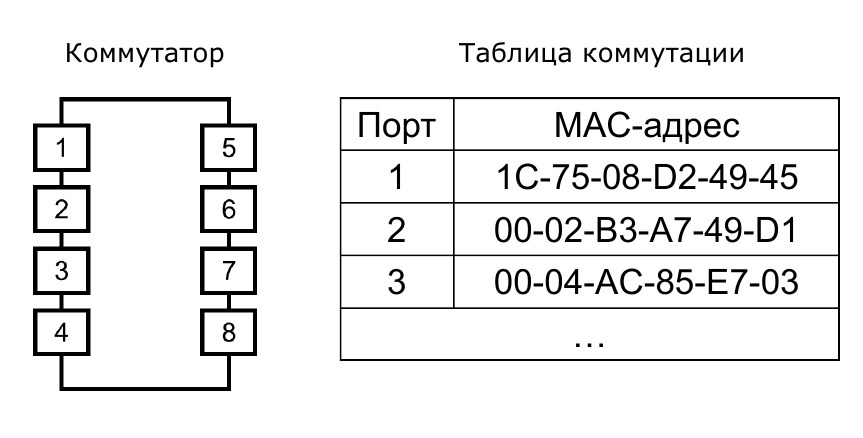 Коммутатор
1
2
3
4
5
6
7
8
Таблица коммутации
Порт MAC-адрес
1 1C-75-08-D2-49-45
2 00-02-B3-A7-49-D1
3 00-04-AC-85-E7-03
...